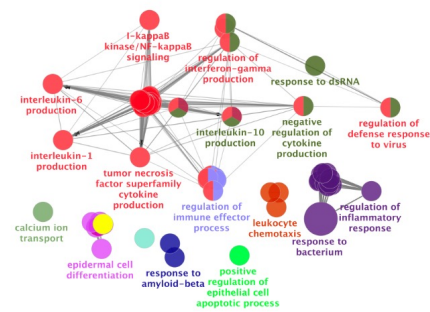 I-kappaB
kinase/NF-kappaB
signaling
regulation of
interferon-gamma
production
response to dsRNA
interleukin-6
production
interleukin-10
production
negative
regulation of
cytokine
production
regulation of
defense response
to virus
interleukin-1
production
tumor necrosis
factor superfamily
cytokine
production
regulation of
immune effector
process
leukocyte
chemotaxis
regulation of
inflammatory
response
response to
bacterium
calcium ion
transport
epidermal cell
differentiation
response to
amyloid-beta
positive
regulation of
epithelial cell
apoptotic process